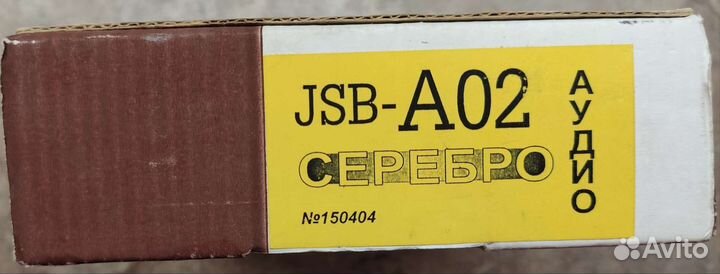 JSB-A02
СЕРЕБРО
№150404
АУДИО
Avito